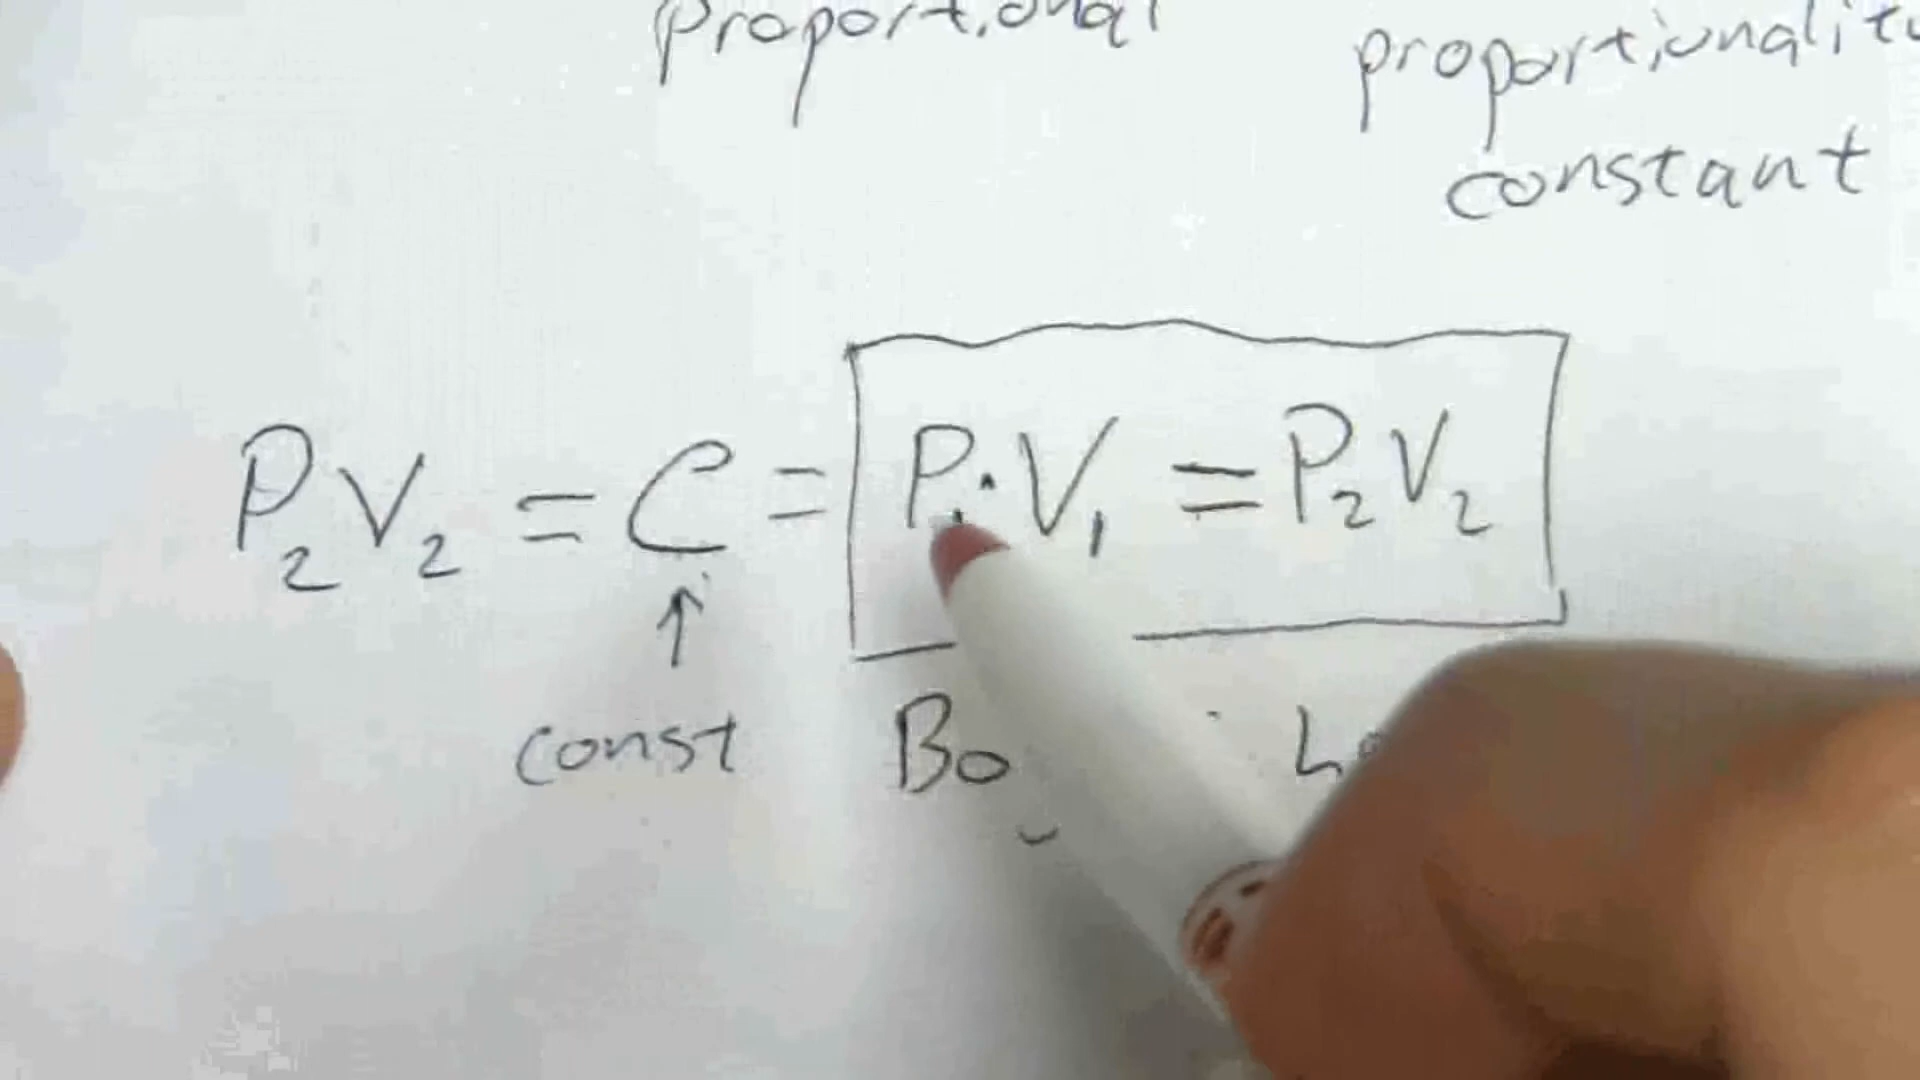 proportional
proportionality
constant
P₂V₂ = C = P₁·V₁ = P₂V₂
↑
const